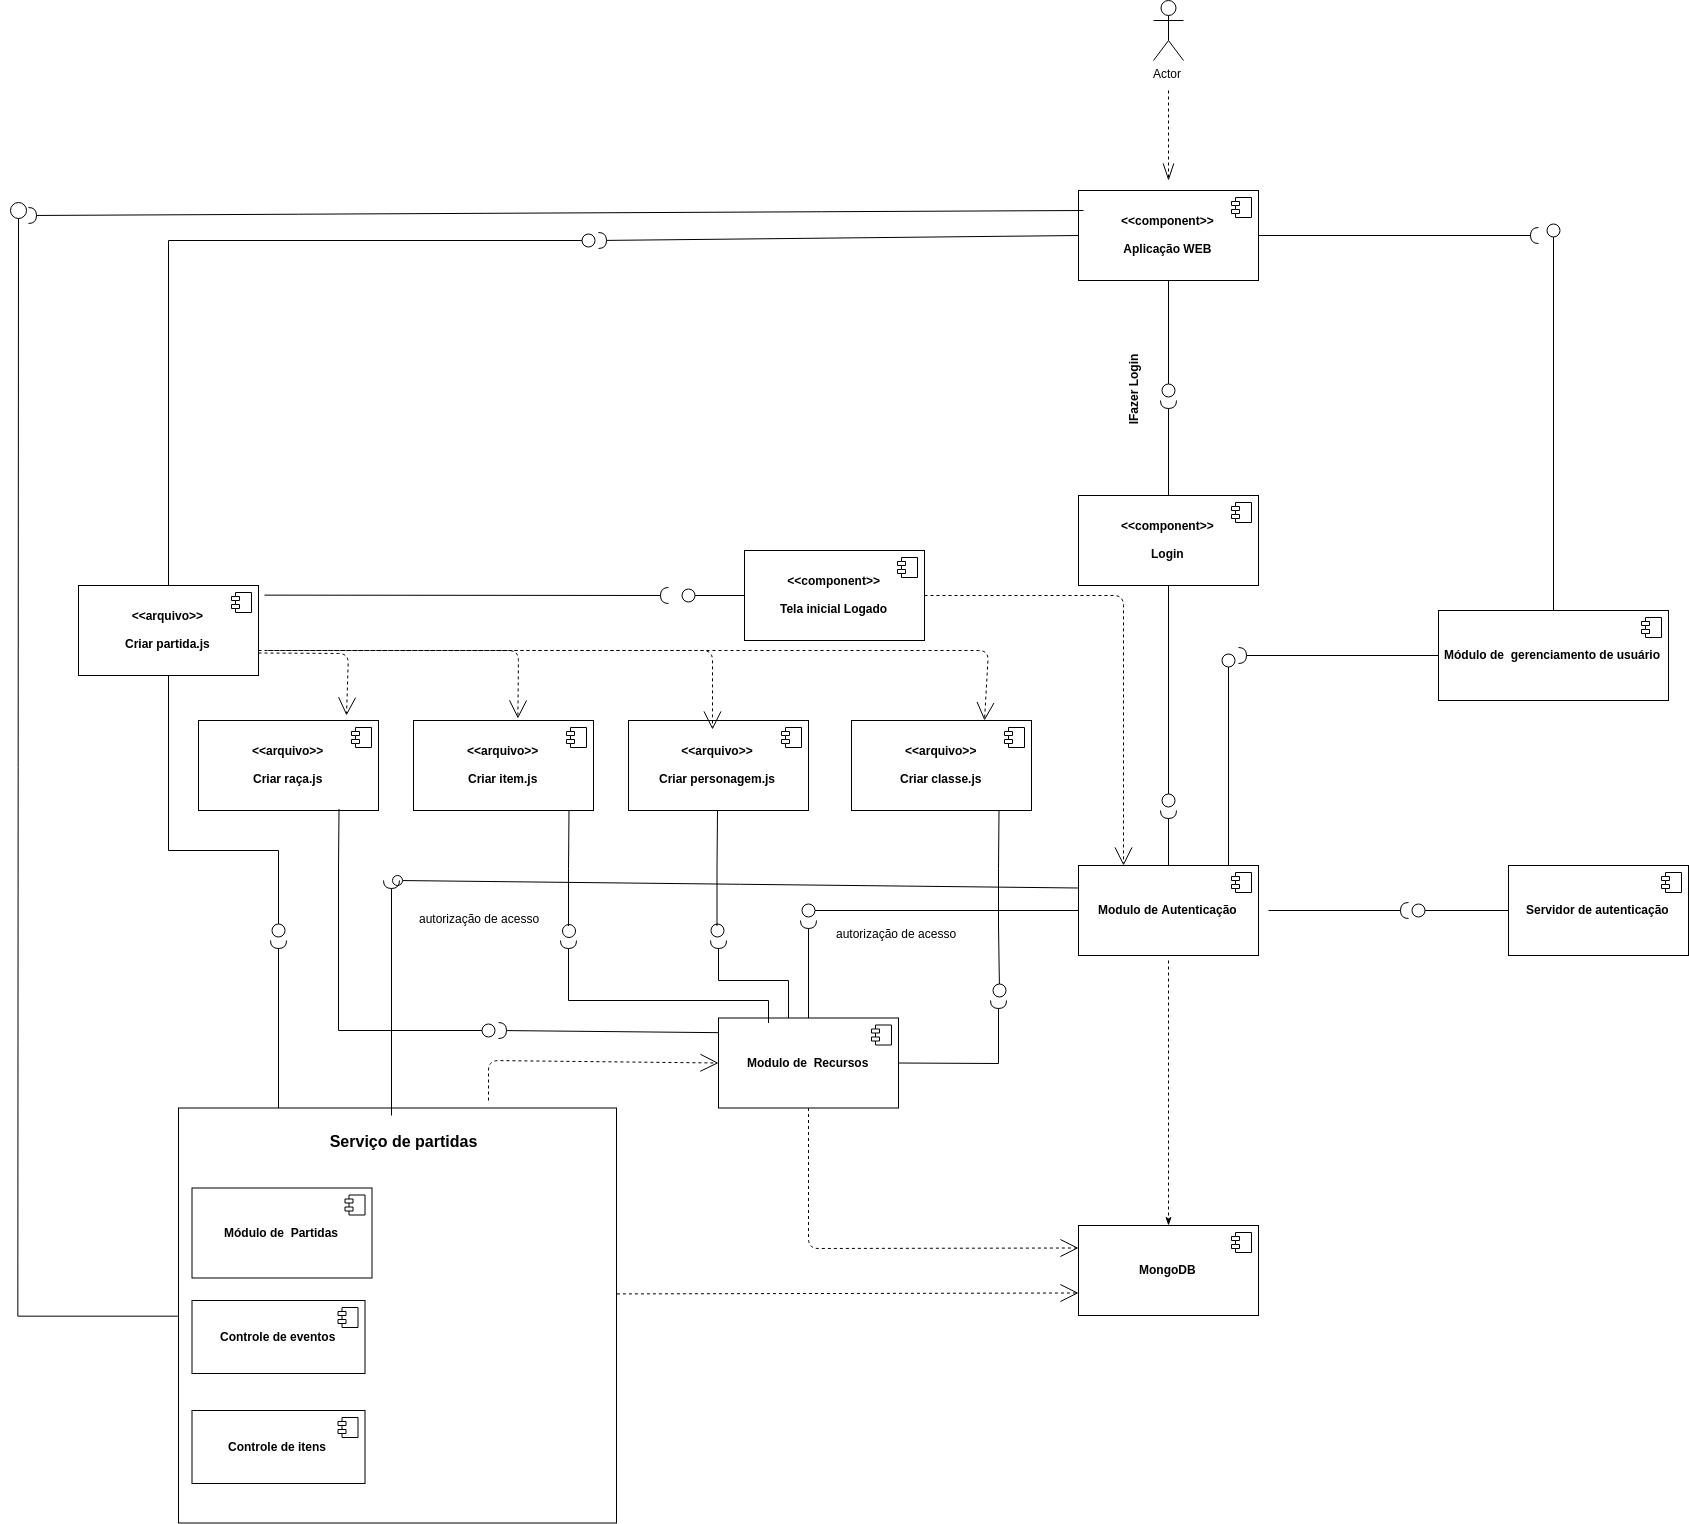 Actor
<<component>>
Aplicação WEB
IFazer Login
<<component>>
Login
<<component>>
Tela inicial Logado
<<arquivo>>
Criar partida.js
Módulo de  gerenciamento de usuário
<<arquivo>>
Criar raça.js
<<arquivo>>
Criar item.js
<<arquivo>>
Criar personagem.js
<<arquivo>>
Criar classe.js
autorização de acesso
autorização de acesso
Modulo de Autenticação
Servidor de autenticação
Modulo de  Recursos
Serviço de partidas
Módulo de  Partidas
MongoDB
Controle de eventos
Controle de itens